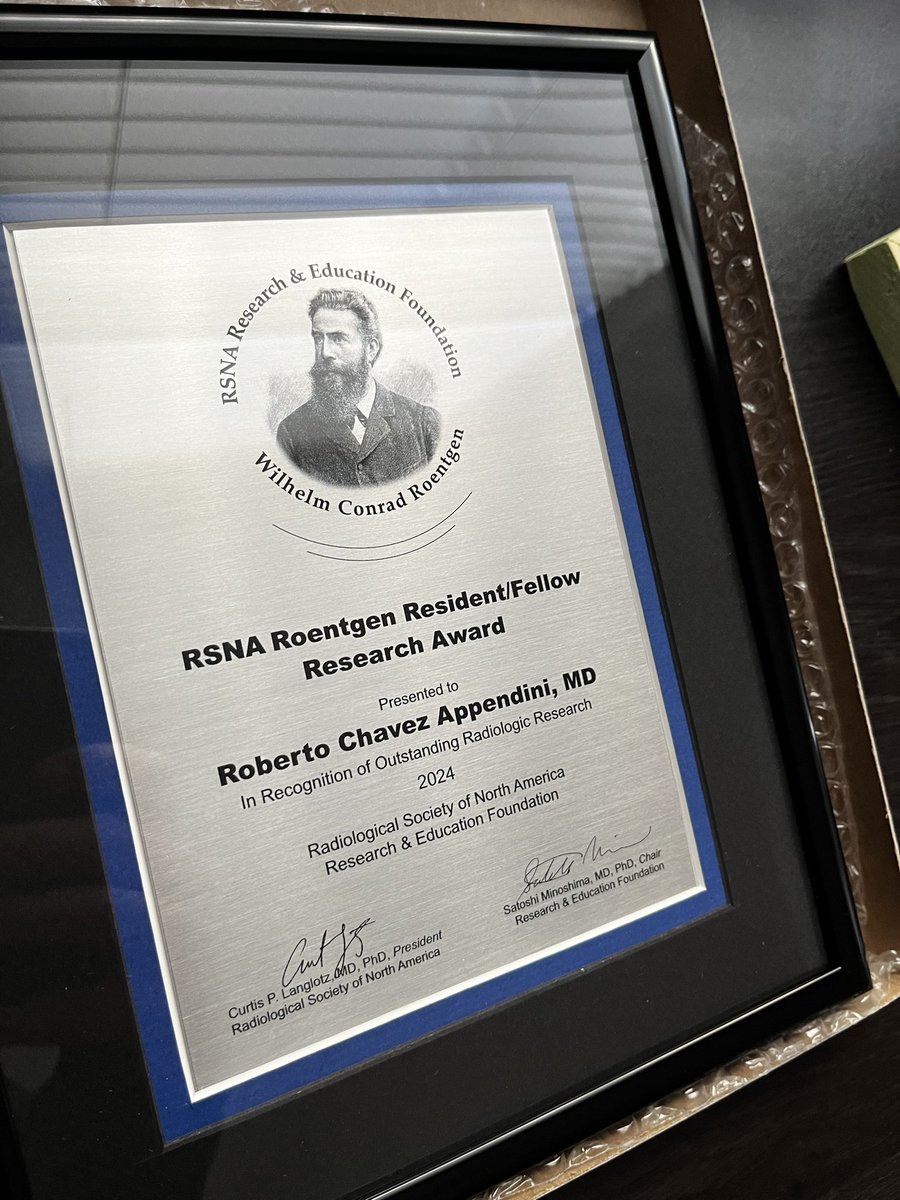 RSNA Research & Education Foundation
Wilhelm Conrad Roentgen
RSNA Roentgen Resident/Fellow
Research Award
Presented to
Roberto Chavez Appendini, MD
In Recognition of Outstanding Radiologic Research
2024
Radiological Society of North America
Research & Education Foundation
Curtis P. Langlotz, MD, PhD, President
Radiological Society of North America
Satoshi Minoshima, MD, PhD, Chair
Research & Education Foundation